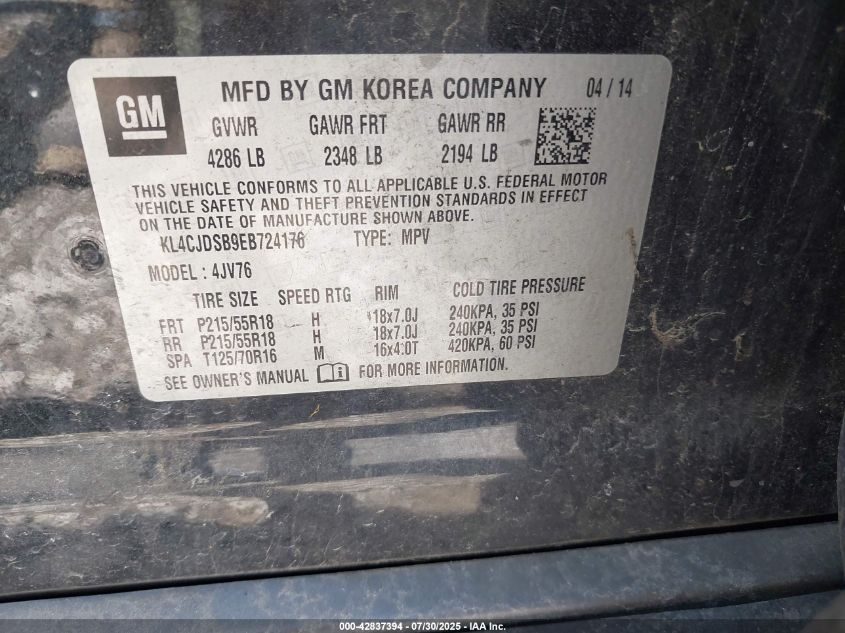 GM
MFD BY GM KOREA COMPANY 04 / 14
GVWR GAWR FRT GAWR RR
4286 LB 2348 LB 2194 LB
THIS VEHICLE CONFORMS TO ALL APPLICABLE U.S. FEDERAL MOTOR
VEHICLE SAFETY AND THEFT PREVENTION STANDARDS IN EFFECT
ON THE DATE OF MANUFACTURE SHOWN ABOVE.
KL4CJDSB9EB724176 TYPE: MPV
MODEL : 4JV76
TIRE SIZE SPEED RTG RIM COLD TIRE PRESSURE
FRT P215/55R18 H 18x7.0J 240KPA, 35 PSI
RR P215/55R18 H 18x7.0J 240KPA, 35 PSI
SPA T125/70R16 M 16x4.0T 420KPA, 60 PSI
SEE OWNER'S MANUAL FOR MORE INFORMATION.
000-42837394 - 07/30/2025 - IAA Inc.